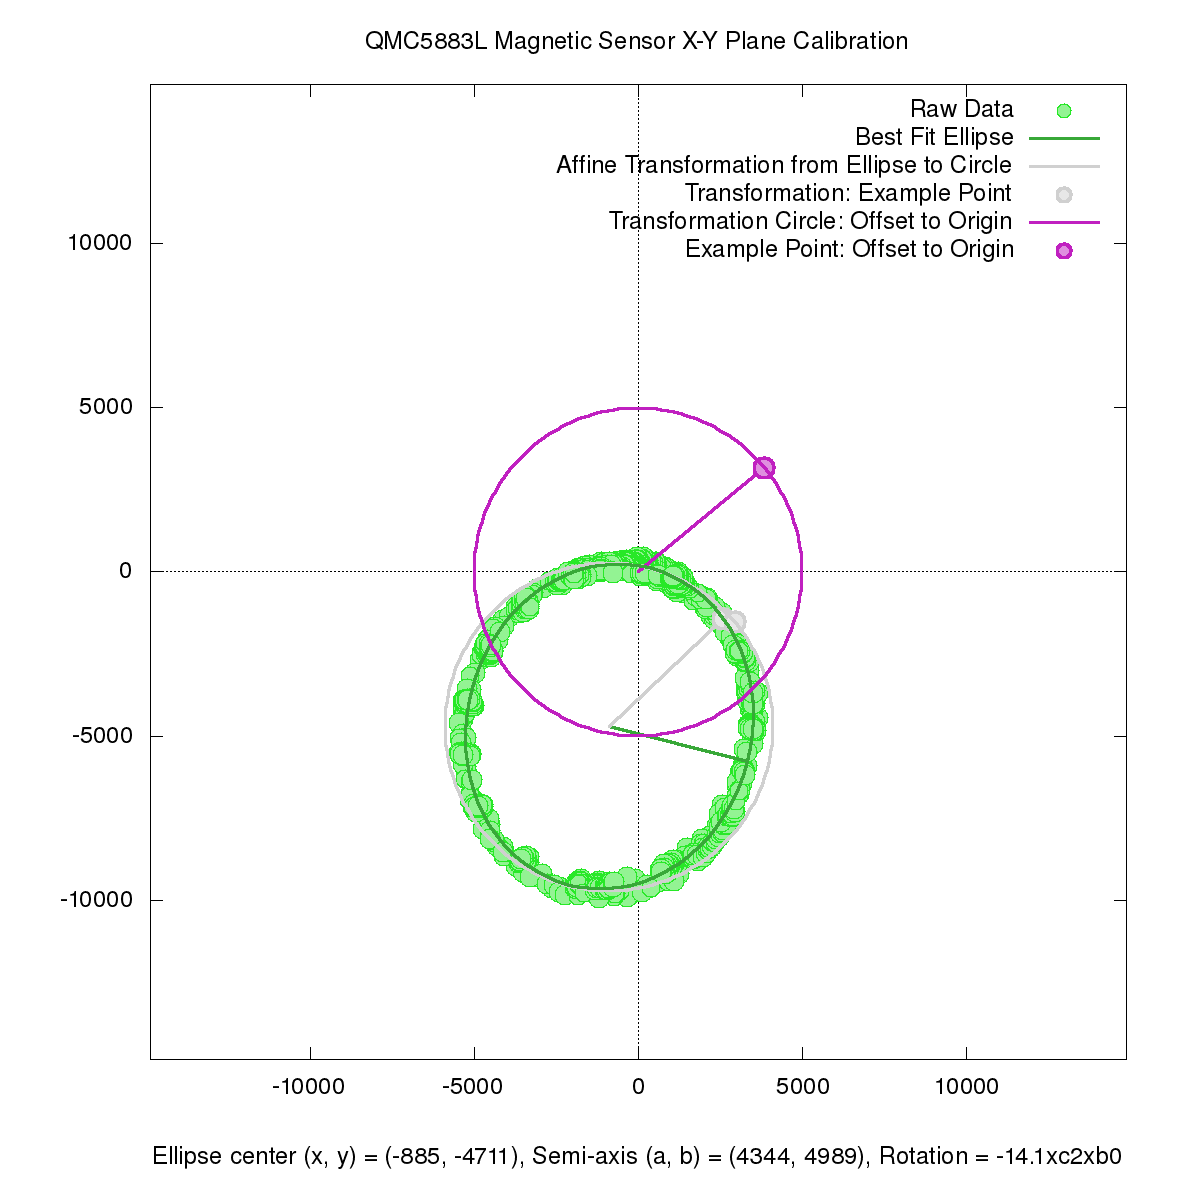 QMC5883L Magnetic Sensor X-Y Plane Calibration
Raw Data
Best Fit Ellipse
Affine Transformation from Ellipse to Circle
Transformation: Example Point
Transformation Circle: Offset to Origin
Example Point: Offset to Origin
10000
5000
0
-5000
-10000
-10000 -5000 0 5000 10000
Ellipse center (x, y) = (-885, -4711), Semi-axis (a, b) = (4344, 4989), Rotation = -14.1xc2xb0